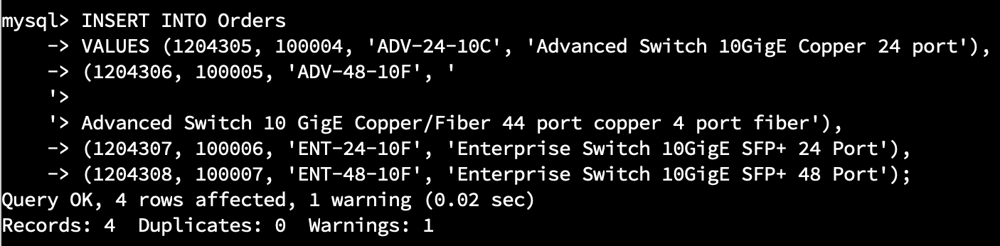 mysql> INSERT INTO Orders
    -> VALUES (1204305, 100004, 'ADV-24-10C', 'Advanced Switch 10GigE Copper 24 port'),
    -> (1204306, 100005, 'ADV-48-10F', '
    '>
    '> Advanced Switch 10 GigE Copper/Fiber 44 port copper 4 port fiber'),
    -> (1204307, 100006, 'ENT-24-10F', 'Enterprise Switch 10GigE SFP+ 24 Port'),
    -> (1204308, 100007, 'ENT-48-10F', 'Enterprise Switch 10GigE SFP+ 48 Port');
Query OK, 4 rows affected, 1 warning (0.02 sec)
Records: 4  Duplicates: 0  Warnings: 1